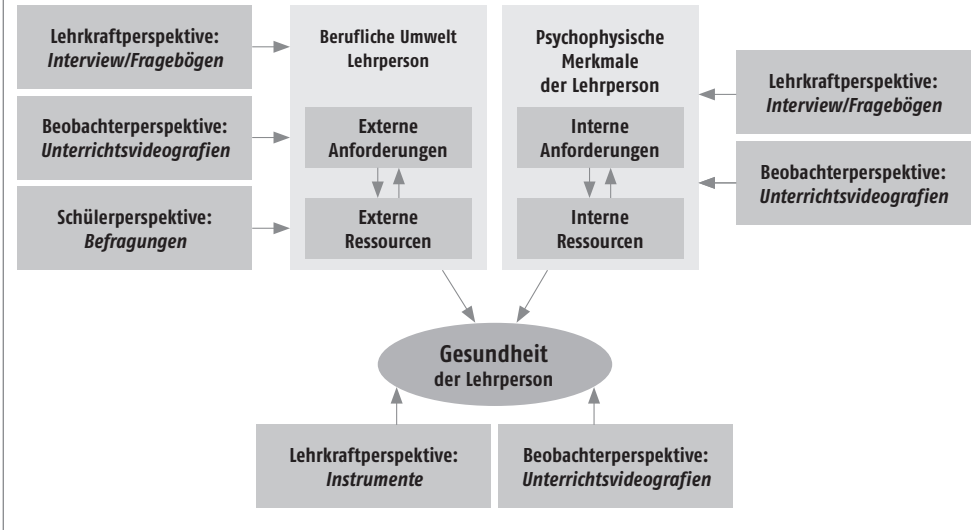 Lehrkraftperspektive:
Interview/Fragebögen
Beobachterperspektive:
Unterrichtsvideografien
Schülerperspektive:
Befragungen
Berufliche Umwelt
Lehrperson
Externe
Anforderungen
Externe
Ressourcen
Psychophysische
Merkmale
der Lehrperson
Interne
Anforderungen
Interne
Ressourcen
Lehrkraftperspektive:
Interview/Fragebögen
Beobachterperspektive:
Unterrichtsvideografien
Gesundheit
der Lehrperson
Lehrkraftperspektive:
Instrumente
Beobachterperspektive:
Unterrichtsvideografien